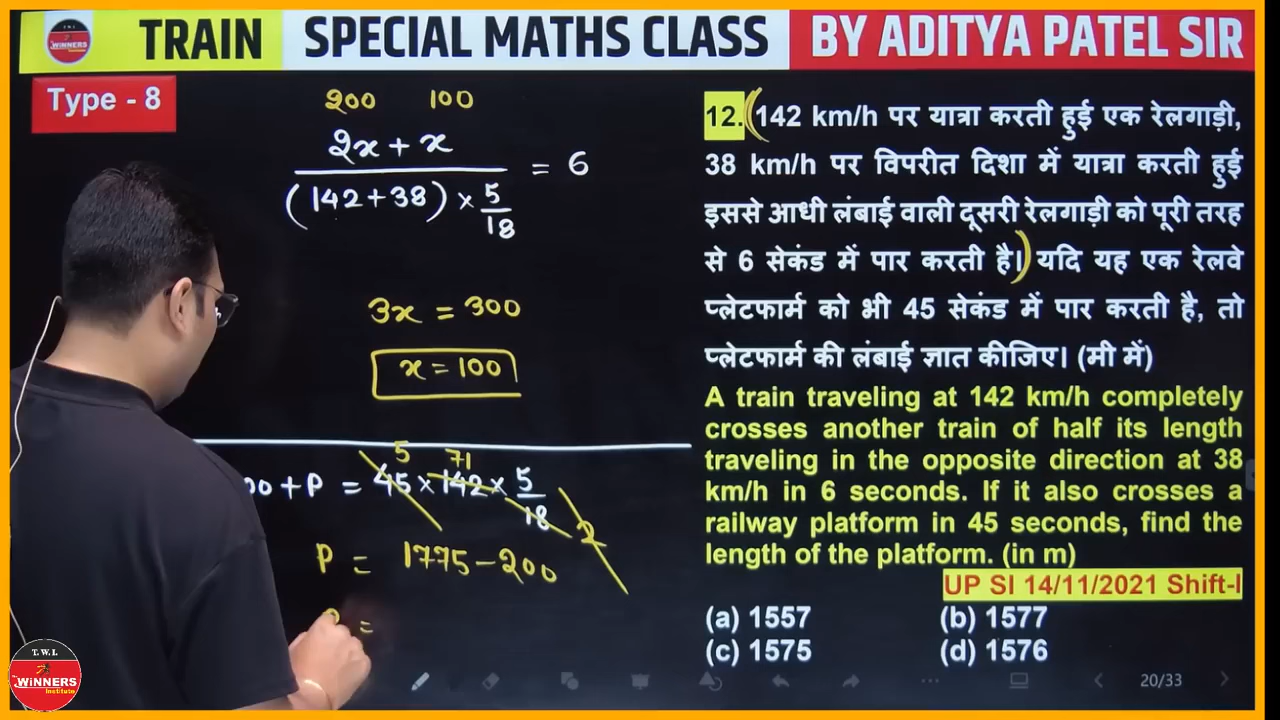 TRAIN SPECIAL MATHS CLASS BY ADITYA PATEL SIR
WINNERS
Type - 8
200 100
2x + x
(142+38) × 5/18 = 6
3x = 300
x = 100
5 71
00 + P = 45 × 142 × 5/18
2
P = 1775 - 200
=
12. (142 km/h पर यात्रा करती हुई एक रेलगाड़ी,
38 km/h पर विपरीत दिशा में यात्रा करती हुई
इससे आधी लंबाई वाली दूसरी रेलगाड़ी को पूरी तरह
से 6 सेकंड में पार करती है।) यदि यह एक रेलवे
प्लेटफार्म को भी 45 सेकंड में पार करती है, तो
प्लेटफार्म की लंबाई ज्ञात कीजिए। (मी में)
A train traveling at 142 km/h completely
crosses another train of half its length
traveling in the opposite direction at 38
km/h in 6 seconds. If it also crosses a
railway platform in 45 seconds, find the
length of the platform. (in m)
UP SI 14/11/2021 Shift-I
(a) 1557 (b) 1577
(c) 1575 (d) 1576
T.W.I.
WINNERS
Institute
20/33